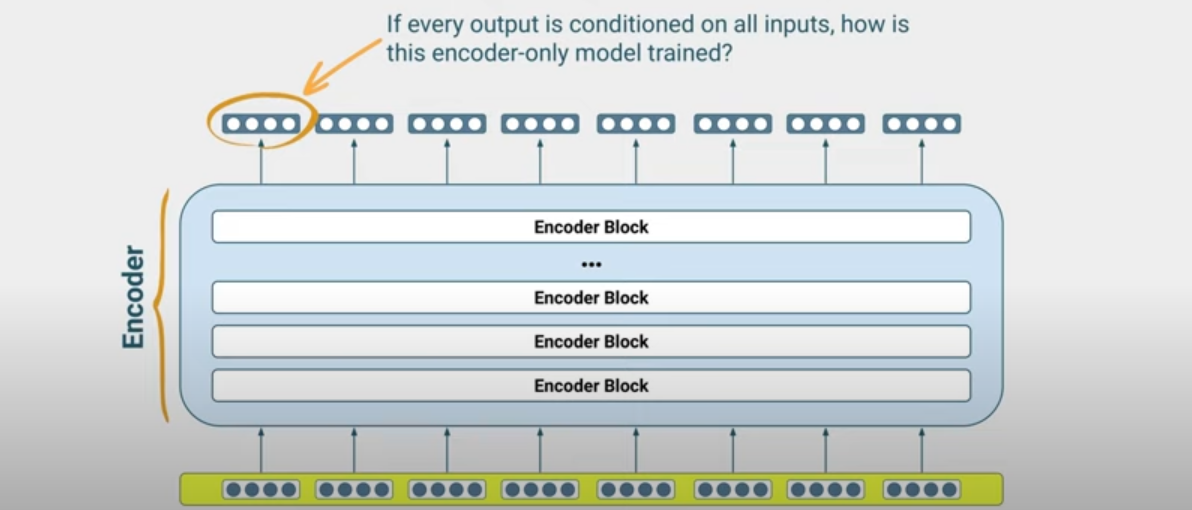 If every output is conditioned on all inputs, how is
this encoder-only model trained?
Encoder
Encoder Block
...
Encoder Block
Encoder Block
Encoder Block